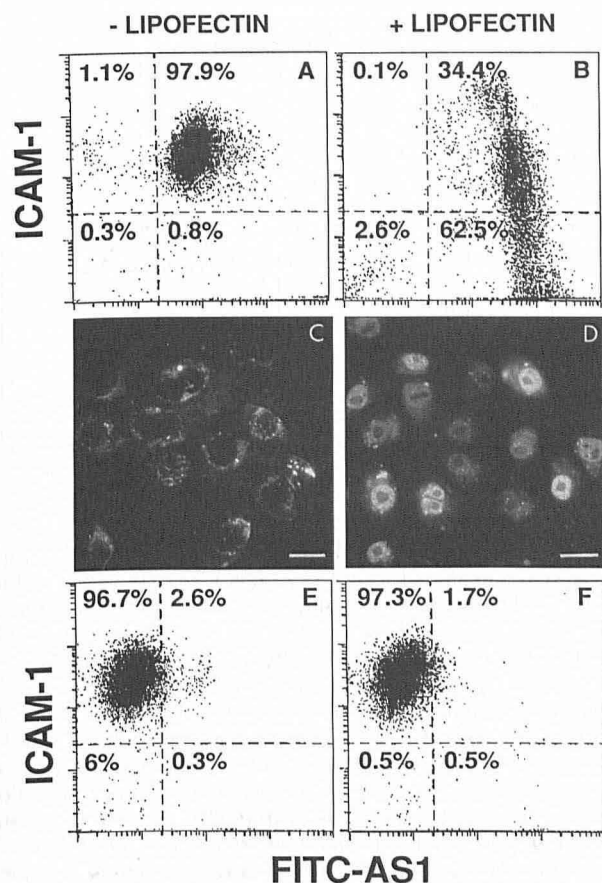 - LIPOFECTIN + LIPOFECTIN
1.1% 97.9% A 0.1% 34.4% B
ICAM-1
0.3% 0.8% 2.6% 62.5%
C D
96.7% 2.6% E 97.3% 1.7% F
ICAM-1
6% 0.3% 0.5% 0.5%
FITC-AS1